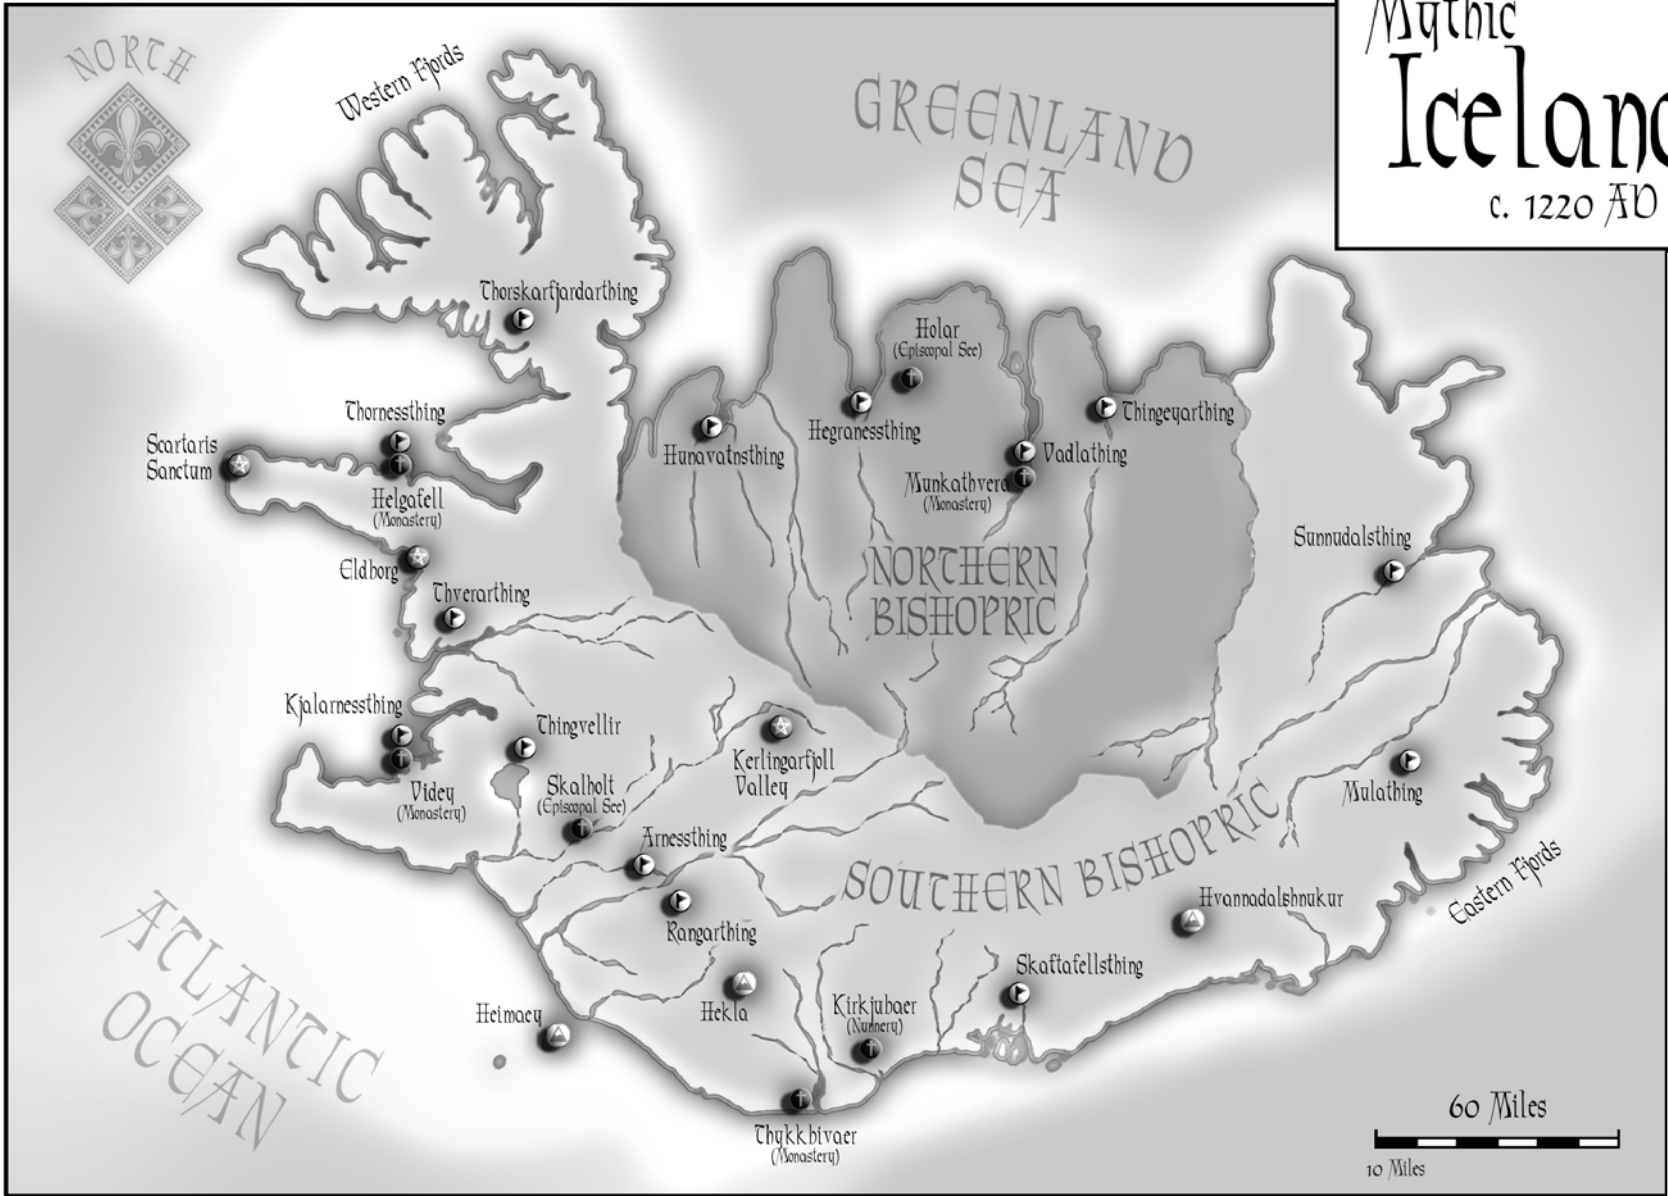 Mythic
Iceland
c. 1220 AD
NORTH
Western Fjords
GREENLAND
SEA
Thorskarfjardarthing
Holar
(Episcopal See)
Thornessthing
Hegranessthing
Thingeyarthing
Scartaris
Sanctum
Hunavatnsthing
Vadlathing
Munkathvera
(Monastery)
Helgafell
(Monastery)
Sunnudalsthing
Eldborg
NORTHERN
BISHOPRIC
Thverarthing
Kjalarnessthing
Thingvellir
Kerlingarfjoll
Valley
Videy
(Monastery)
Skalholt
(Episcopal See)
Mulathing
Arnessthing
SOUTHERN BISHOPRIC
Hvannadalshnukur
Eastern Fjords
Rangarthing
Skaftafellsthing
ATLANTIC
OCEAN
Hekla
Heimaey
Kirkjubaer
(Nunnery)
Thykkbivaer
(Monastery)
60 Miles
10 Miles